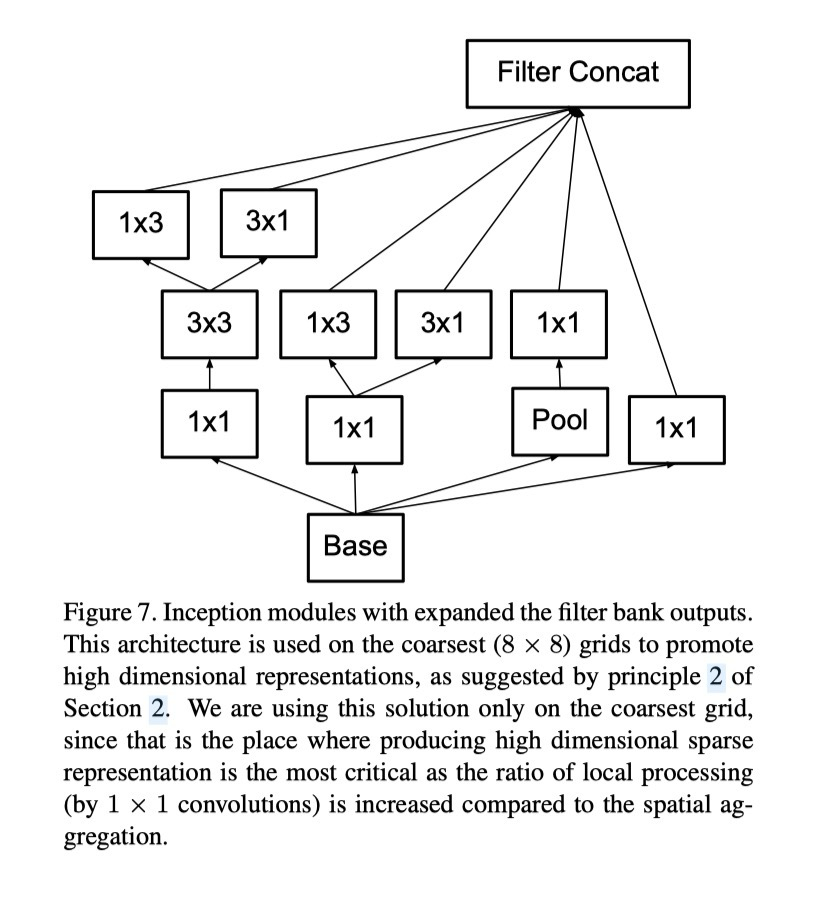 Filter Concat
1x3 3x1
3x3 1x3 3x1 1x1
1x1 1x1 Pool 1x1
Base
Figure 7. Inception modules with expanded the filter bank outputs.
This architecture is used on the coarsest (8 × 8) grids to promote
high dimensional representations, as suggested by principle 2 of
Section 2. We are using this solution only on the coarsest grid,
since that is the place where producing high dimensional sparse
representation is the most critical as the ratio of local processing
(by 1 × 1 convolutions) is increased compared to the spatial ag-
gregation.